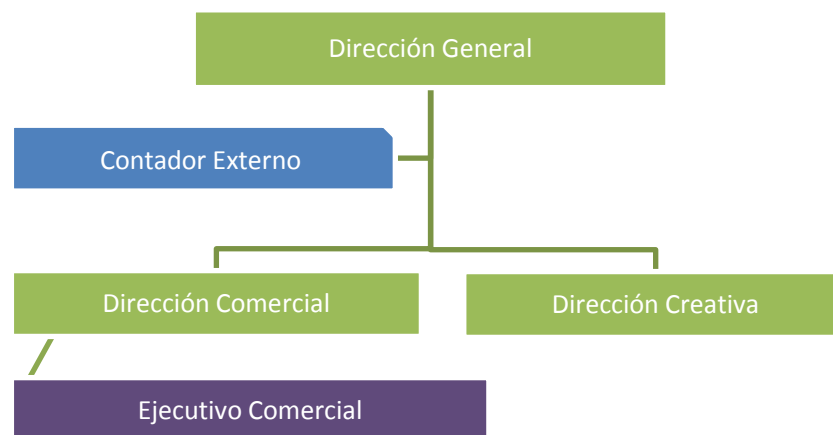 Dirección General
Contador Externo
Dirección Comercial
Dirección Creativa
Ejecutivo Comercial